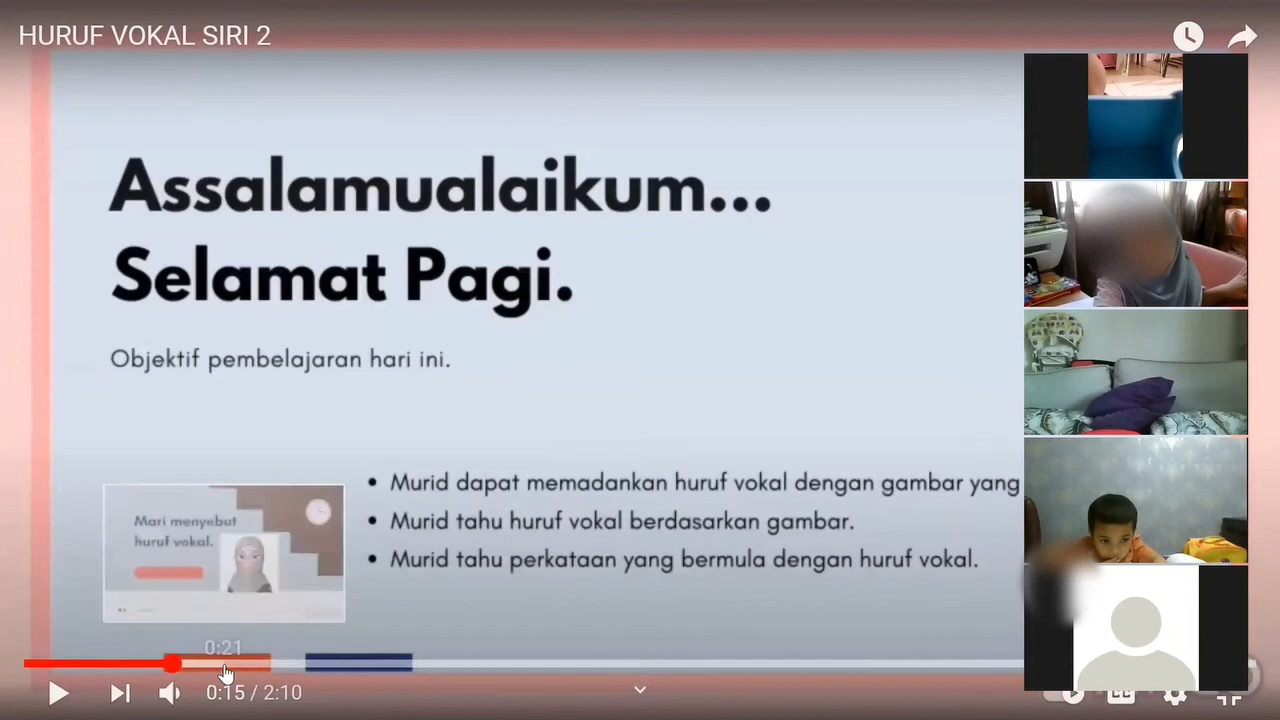 HURUF VOKAL SIRI 2
Assalamualaikum...
Selamat Pagi.
Objektif pembelajaran hari ini.
Murid dapat memadankan huruf vokal dengan gambar yang
Murid tahu huruf vokal berdasarkan gambar.
Murid tahu perkataan yang bermula dengan huruf vokal.
Mari menyebut
huruf vokal.
0:21
0:15 / 2:10
CC